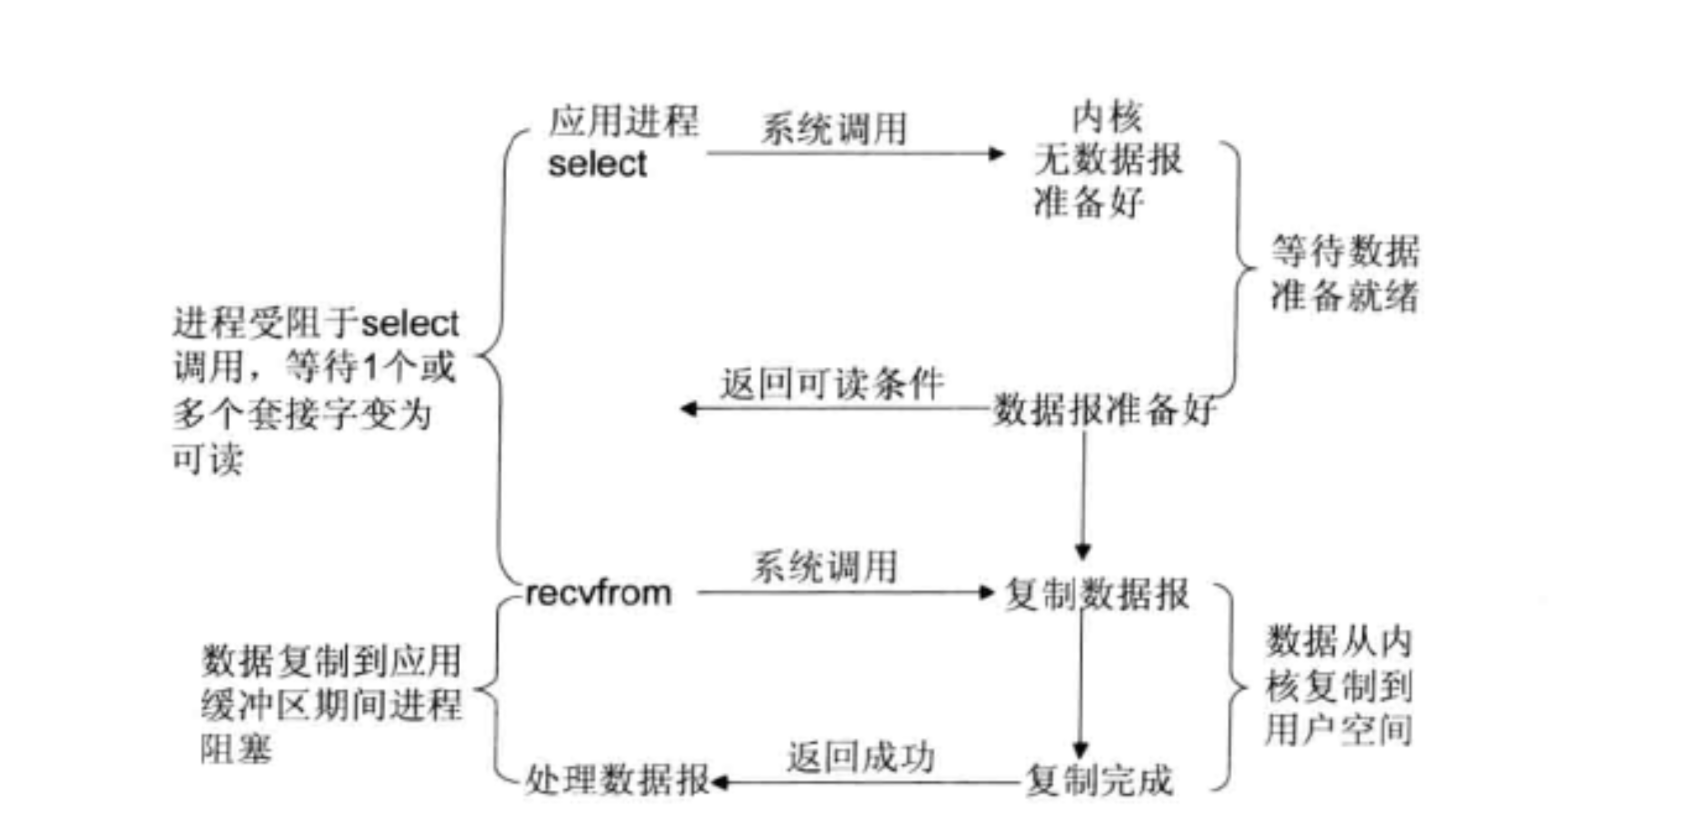 应用进程
select
系统调用
内核
无数据报
准备好
等待数据
准备就绪
进程受阻于select
调用，等待1个或
多个套接字变为
可读
返回可读条件
数据报准备好
recvfrom
系统调用
复制数据报
数据复制到应用
缓冲区期间进程
阻塞
数据从内
核复制到
用户空间
处理数据报
返回成功
复制完成